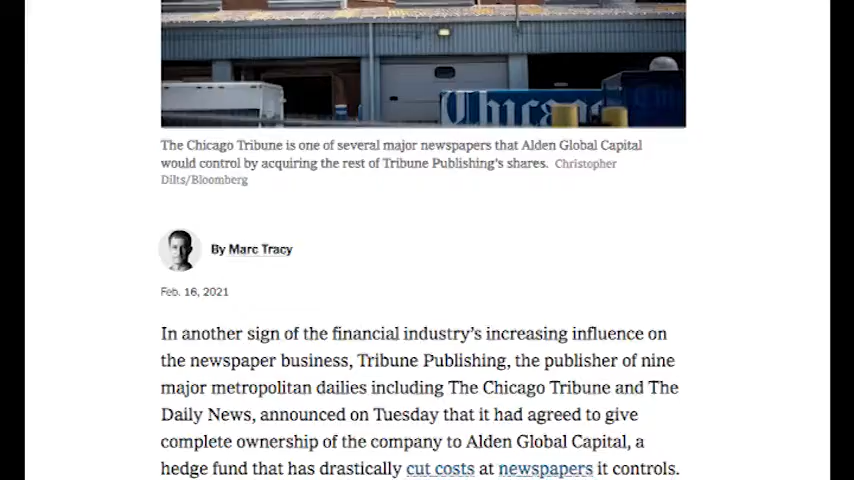 Chicago
The Chicago Tribune is one of several major newspapers that Alden Global Capital
would control by acquiring the rest of Tribune Publishing's shares. Christopher
Dilts/Bloomberg
By Marc Tracy
Feb. 16, 2021
In another sign of the financial industry's increasing influence on
the newspaper business, Tribune Publishing, the publisher of nine
major metropolitan dailies including The Chicago Tribune and The
Daily News, announced on Tuesday that it had agreed to give
complete ownership of the company to Alden Global Capital, a
hedge fund that has drastically cut costs at newspapers it controls.